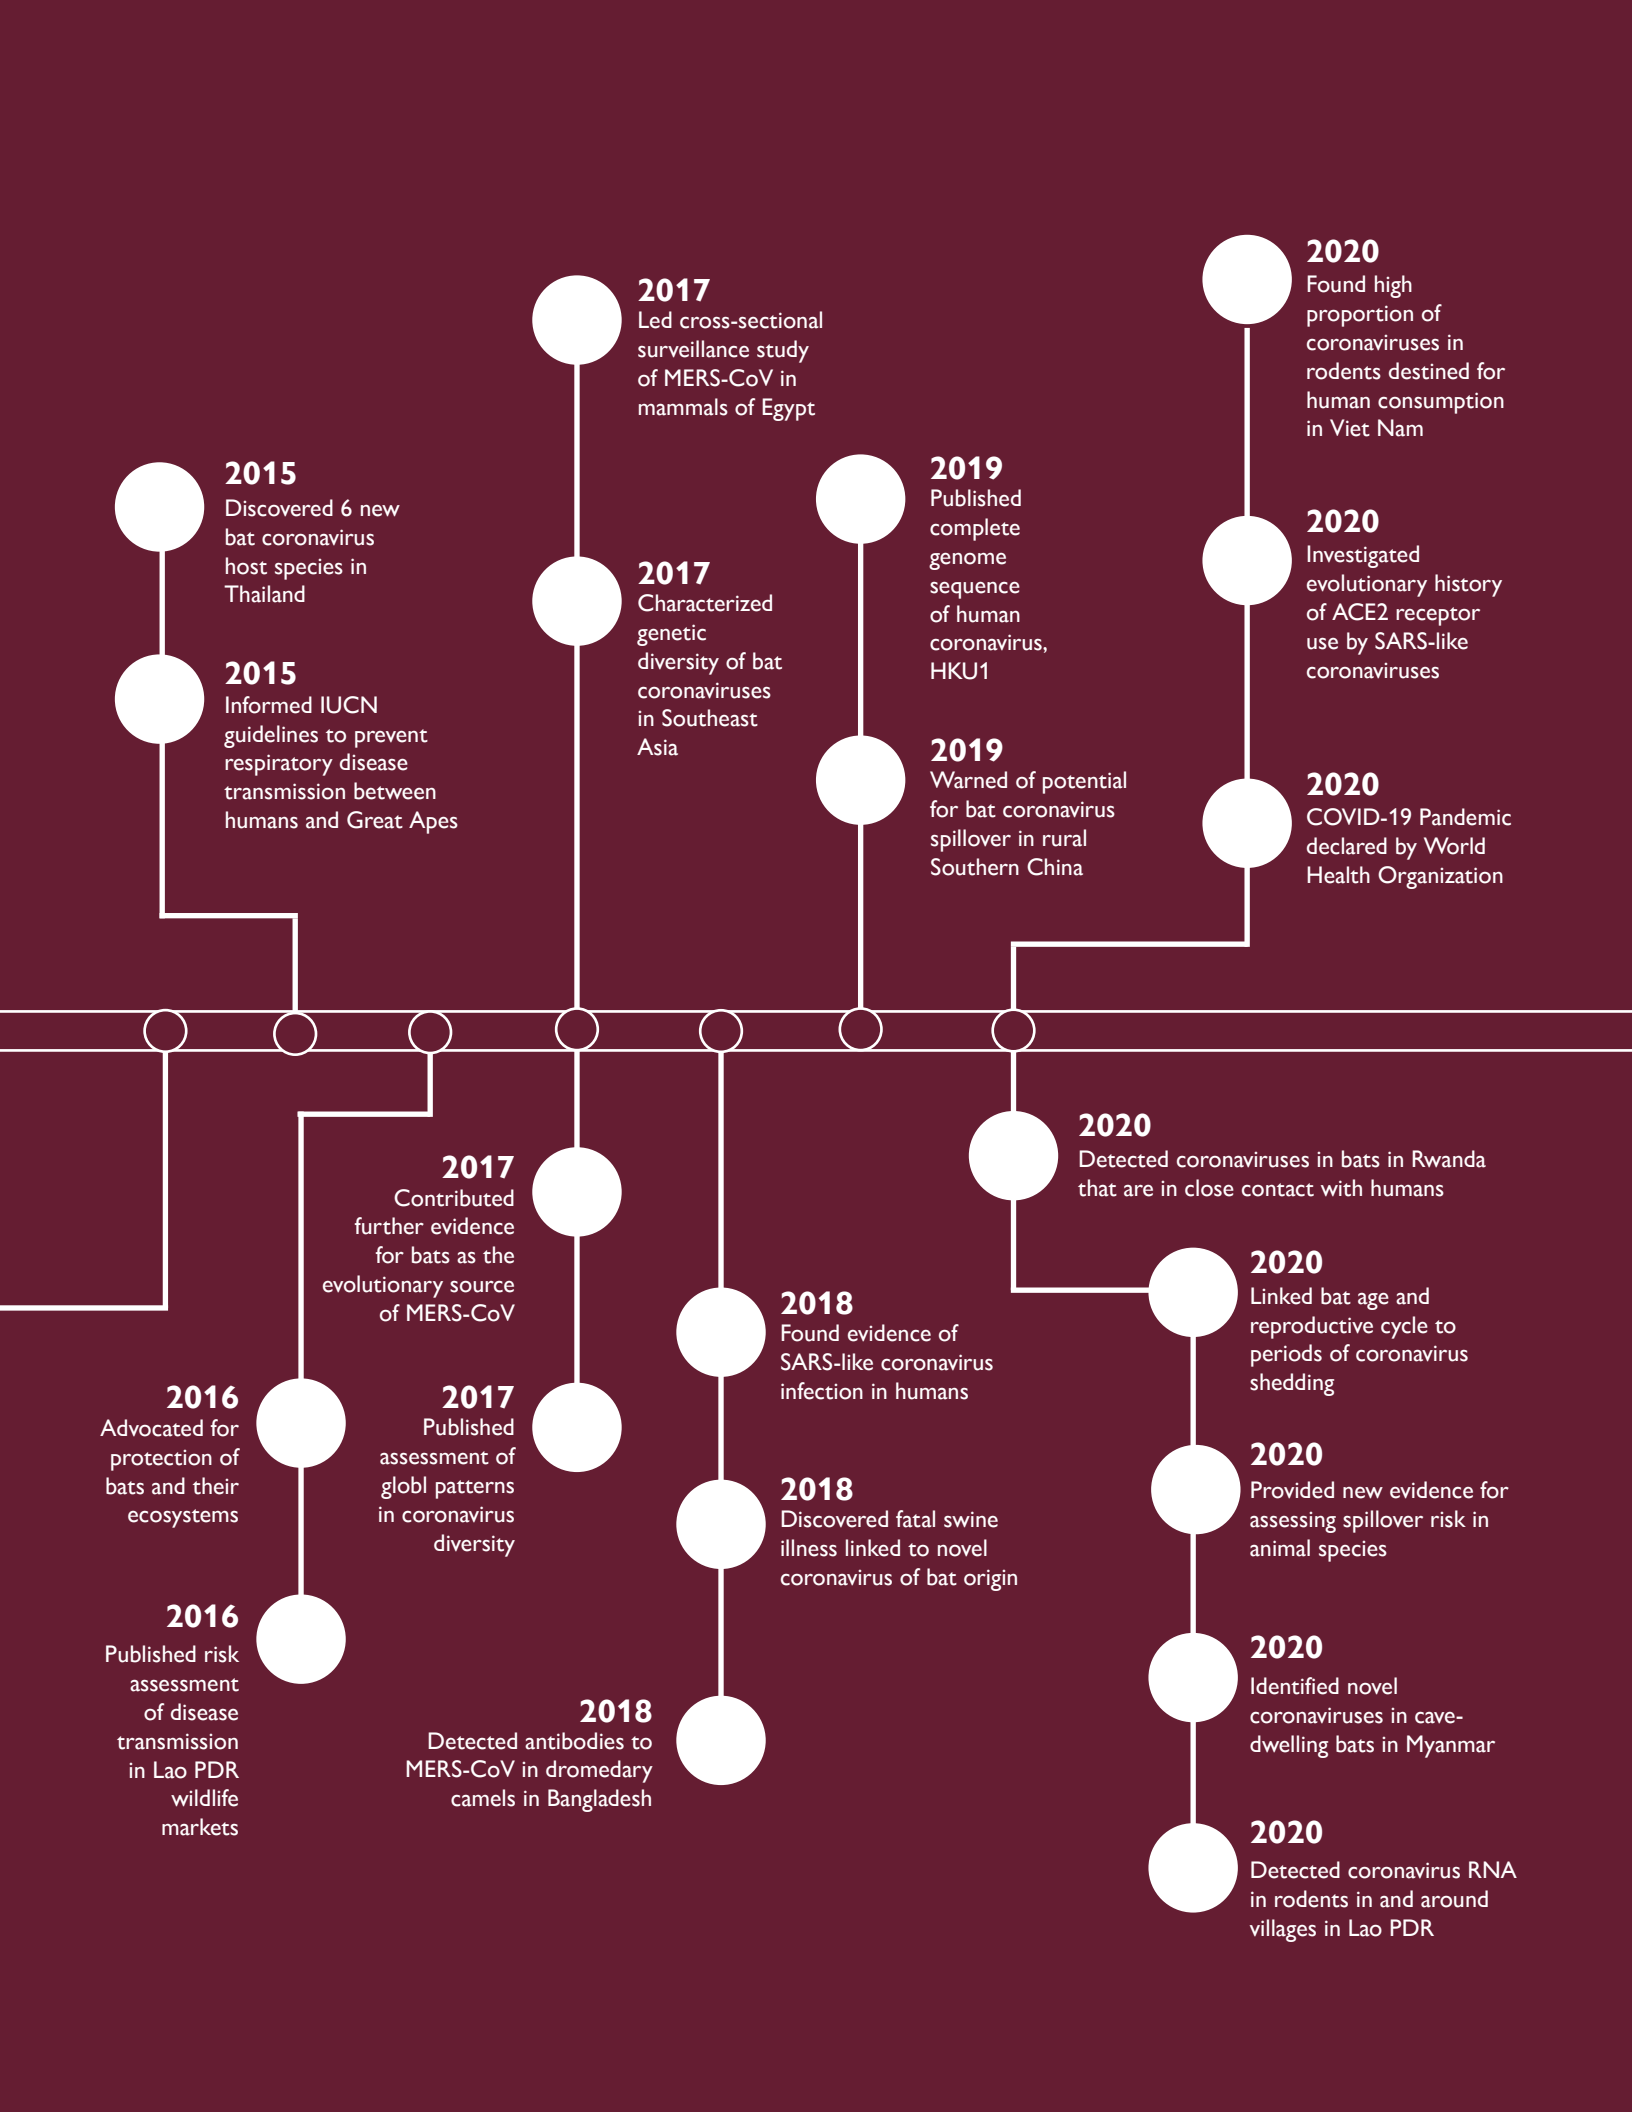 2015
Discovered 6 new
bat coronavirus
host species in
Thailand
2015
Informed IUCN
guidelines to prevent
respiratory disease
transmission between
humans and Great Apes
2017
Led cross-sectional
surveillance study
of MERS-CoV in
mammals of Egypt
2017
Characterized
genetic
diversity of bat
coronaviruses
in Southeast
Asia
2019
Published
complete
genome
sequence
of human
coronavirus,
HKU1
2019
Warned of potential
for bat coronavirus
spillover in rural
Southern China
2020
Found high
proportion of
coronaviruses in
rodents destined for
human consumption
in Viet Nam
2020
Investigated
evolutionary history
of ACE2 receptor
use by SARS-like
coronaviruses
2020
COVID-19 Pandemic
declared by World
Health Organization
2016
Advocated for
protection of
bats and their
ecosystems
2016
Published risk
assessment
of disease
transmission
in Lao PDR
wildlife
markets
2017
Contributed
further evidence
for bats as the
evolutionary source
of MERS-CoV
2017
Published
assessment of
globl patterns
in coronavirus
diversity
2018
Found evidence of
SARS-like coronavirus
infection in humans
2018
Discovered fatal swine
illness linked to novel
coronavirus of bat origin
2018
Detected antibodies to
MERS-CoV in dromedary
camels in Bangladesh
2020
Detected coronaviruses in bats in Rwanda
that are in close contact with humans
2020
Linked bat age and
reproductive cycle to
periods of coronavirus
shedding
2020
Provided new evidence for
assessing spillover risk in
animal species
2020
Identified novel
coronaviruses in cave-
dwelling bats in Myanmar
2020
Detected coronavirus RNA
in rodents in and around
villages in Lao PDR